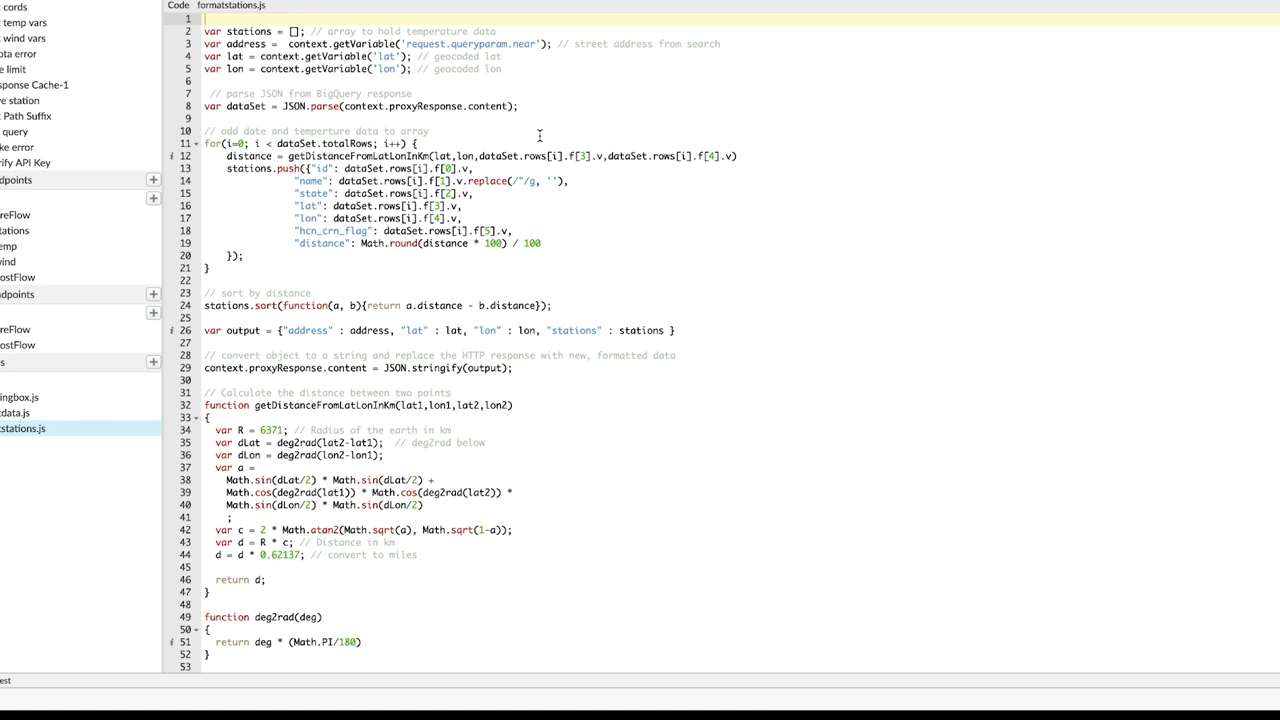 Code formatstations.js
cords
temp vars
wind vars
ota error
e limit
sponse Cache-1
ve station
Path Suffix
query
ke error
rify API Key
dpoints
reFlow
tations
emp
ind
ostFlow
dpoints
reFlow
ostFlow
s
ingbox.js
tdata.js
tstations.js
est
1
2 var stations = []; // array to hold temperature data
3 var address =  context.getVariable('request.queryparam.near'); // street address from search
4 var lat = context.getVariable('lat'); // geocoded lat
5 var lon = context.getVariable('lon'); // geocoded lon
6
7  // parse JSON from BigQuery response
8 var dataSet = JSON.parse(context.proxyResponse.content);
9
10 // add date and temperture data to array
11 for(i=0; i < dataSet.totalRows; i++) {
i 12     distance = getDistanceFromLatLonInKm(lat,lon,dataSet.rows[i].f[3].v,dataSet.rows[i].f[4].v)
13     stations.push({"id": dataSet.rows[i].f[0].v,
14                 "name": dataSet.rows[i].f[1].v.replace(/"/g, ''),
15                 "state": dataSet.rows[i].f[2].v,
16                 "lat": dataSet.rows[i].f[3].v,
17                 "lon": dataSet.rows[i].f[4].v,
18                 "hcn_crn_flag": dataSet.rows[i].f[5].v,
19                 "distance": Math.round(distance * 100) / 100
20     });
21 }
22
23 // sort by distance
24 stations.sort(function(a, b){return a.distance - b.distance});
25
i 26 var output = {"address" : address, "lat" : lat, "lon" : lon, "stations" : stations }
27
28 // convert object to a string and replace the HTTP response with new, formatted data
29 context.proxyResponse.content = JSON.stringify(output);
30
31 // Calculate the distance between two points
32 function getDistanceFromLatLonInKm(lat1,lon1,lat2,lon2)
33 {
34   var R = 6371; // Radius of the earth in km
35   var dLat = deg2rad(lat2-lat1);  // deg2rad below
36   var dLon = deg2rad(lon2-lon1);
37   var a =
38     Math.sin(dLat/2) * Math.sin(dLat/2) +
39     Math.cos(deg2rad(lat1)) * Math.cos(deg2rad(lat2)) *
40     Math.sin(dLon/2) * Math.sin(dLon/2)
41     ;
42   var c = 2 * Math.atan2(Math.sqrt(a), Math.sqrt(1-a));
43   var d = R * c; // Distance in km
44   d = d * 0.62137; // convert to miles
45
46   return d;
47 }
48
49 function deg2rad(deg)
50 {
i 51   return deg * (Math.PI/180)
52 }
53